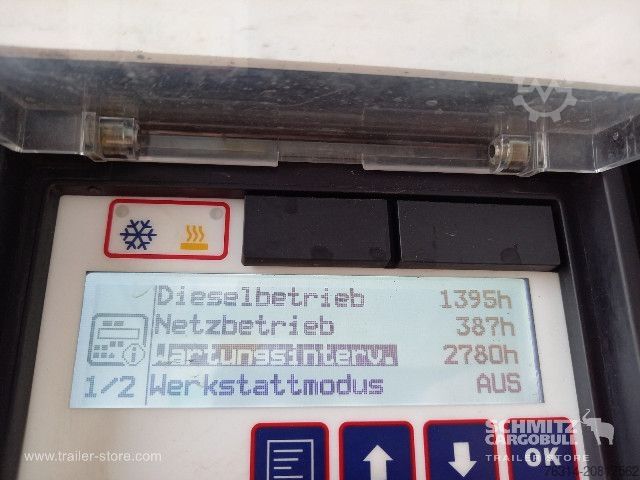 Dieselbetrieb 1395h
Netzbetrieb 387h
Wartungsinterv. 2780h
1/2 Werkstattmodus AUS
OK
SCHMITZ
CARGOBULL
TRAILER STORE
www.trailer-store.com